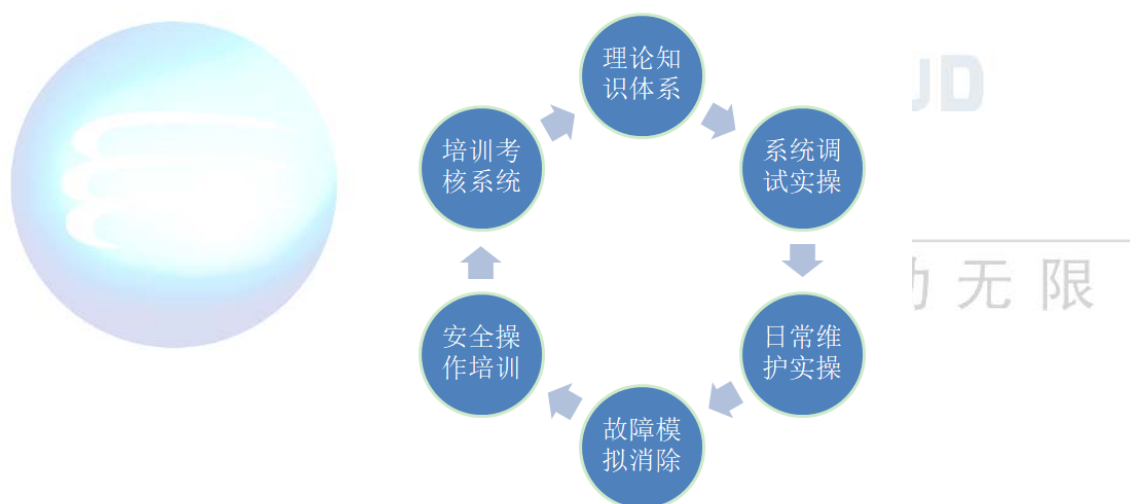 理论知
识体系
系统调
试实操
日常维
护实操
故障模
拟消除
安全操
作培训
培训考
核系统
UD
无限